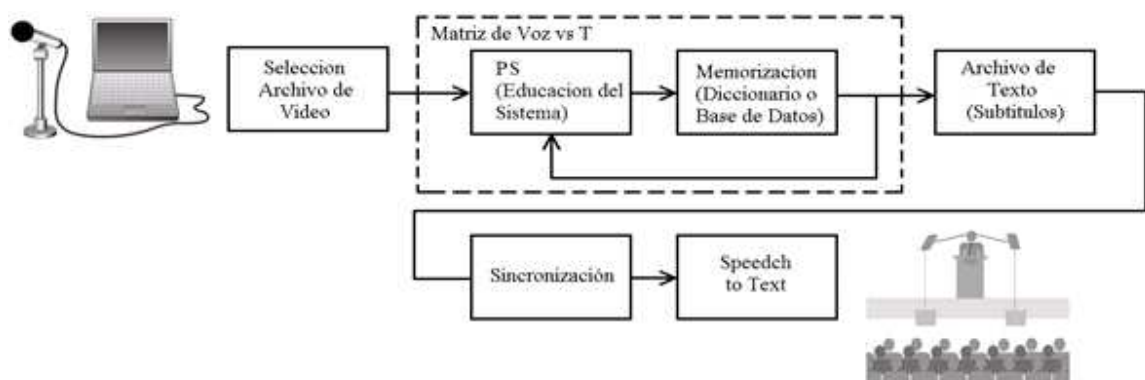 Matriz de Voz vs T
Seleccion
Archivo de
Video
PS
(Educacion del
Sistema)
Memorizacion
(Diccionario o
Base de Datos)
Archivo de
Texto
(Subtitulos)
Sincronización
Speedch
to Text